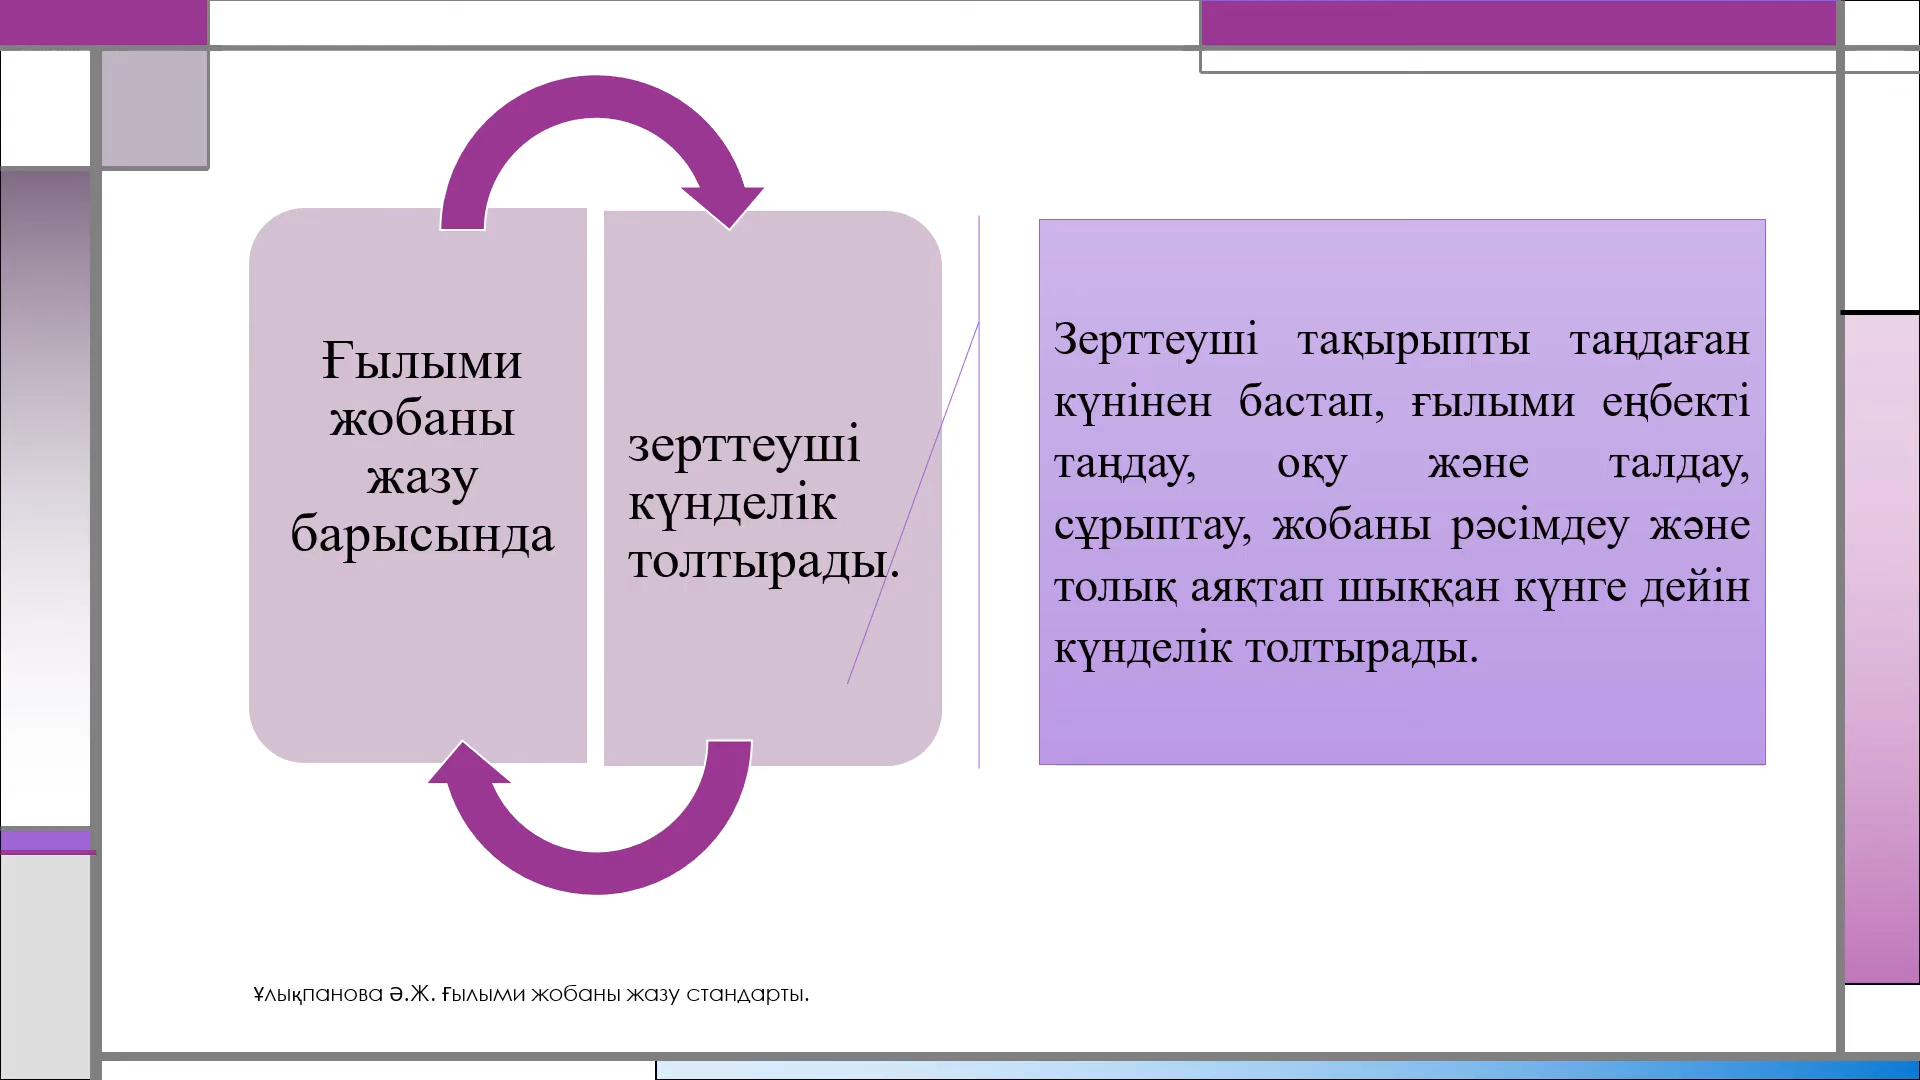 Ғылыми
жобаны
жазу
барысында
зерттеуші
күнделік
толтырады.
Зерттеуші тақырыпты таңдаған
күнінен бастап, ғылыми еңбекті
таңдау, оқу және талдау,
сұрыптау, жобаны рәсімдеу және
толық аяқтап шыққан күнге дейін
күнделік толтырады.
Ұлықпанова Ә.Ж. Ғылыми жобаны жазу стандарты.